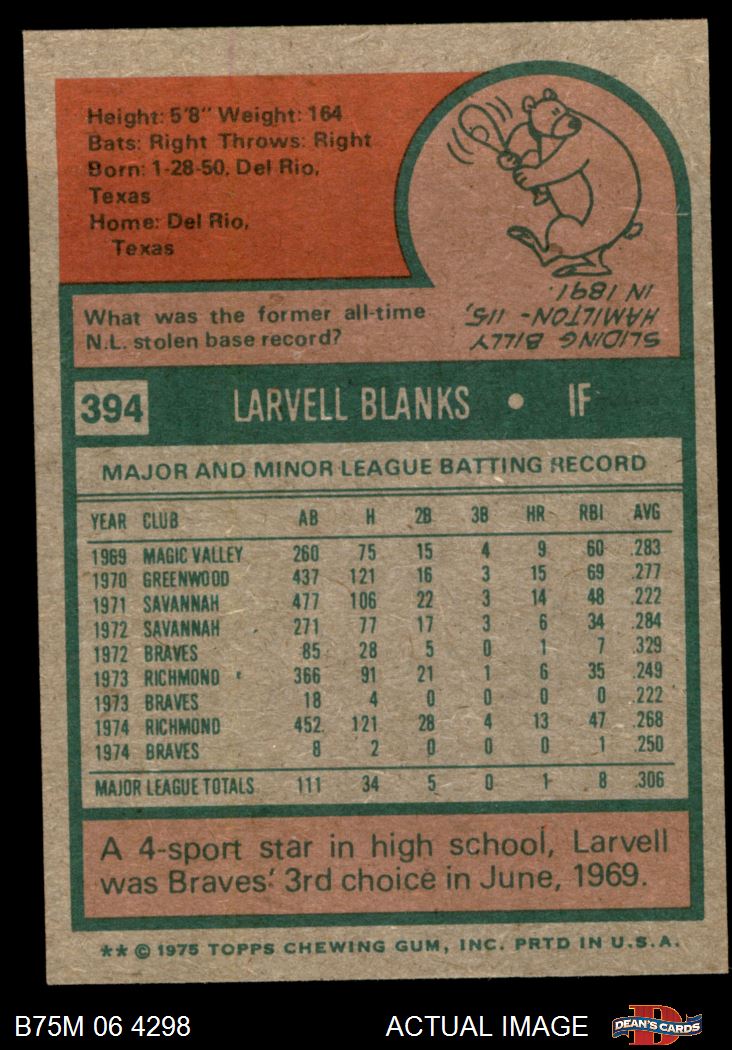 Height: 5'8" Weight: 164
Bats: Right Throws: Right
Born: 1-28-50, Del Rio,
Texas
Home: Del Rio,
Texas
What was the former all-time
N.L. stolen base record?
SLIDING BILLY
HAMILTON - 115,
IN 1891.
394 LARVELL BLANKS • IF
MAJOR AND MINOR LEAGUE BATTING RECORD
YEAR CLUB AB H 2B 3B HR RBI AVG
1969 MAGIC VALLEY 260 75 15 4 9 60 .283
1970 GREENWOOD 437 121 16 3 15 69 .277
1971 SAVANNAH 477 106 22 3 14 48 .222
1972 SAVANNAH 271 77 17 3 6 34 .284
1972 BRAVES 85 28 5 0 1 7 .329
1973 RICHMOND 366 91 21 1 6 35 .249
1973 BRAVES 18 4 0 0 0 0 .222
1974 RICHMOND 452 121 28 4 13 47 .268
1974 BRAVES 8 2 0 0 0 1 .250
MAJOR LEAGUE TOTALS 111 34 5 0 1 8 .306
A 4-sport star in high school, Larvell
was Braves' 3rd choice in June, 1969.
** © 1975 TOPPS CHEWING GUM, INC. PRTD IN U.S.A.
B75M 06 4298 ACTUAL IMAGE
D
DEAN'S CARDS